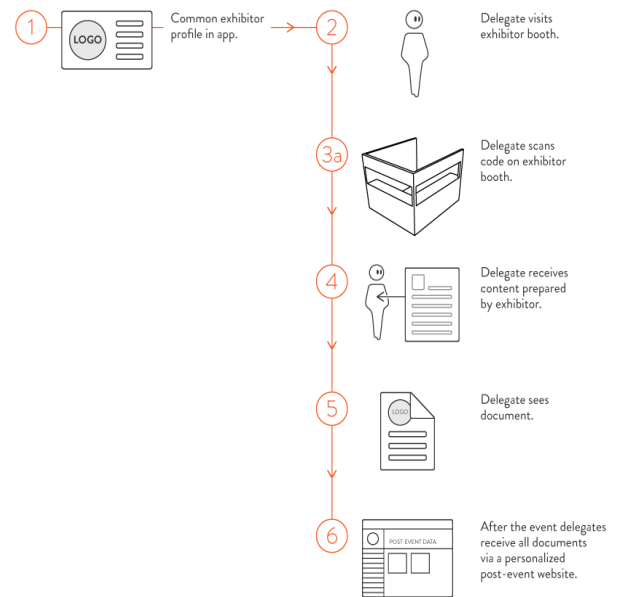 1
LOGO
Common exhibitor
profile in app.
2
Delegate visits
exhibitor booth.
3a
Delegate scans
code on exhibitor
booth.
4
Delegate receives
content prepared
by exhibitor.
5
LOGO
Delegate sees
document.
6
POST-EVENT DATA
After the event delegates
receive all documents
via a personalized
post-event website.